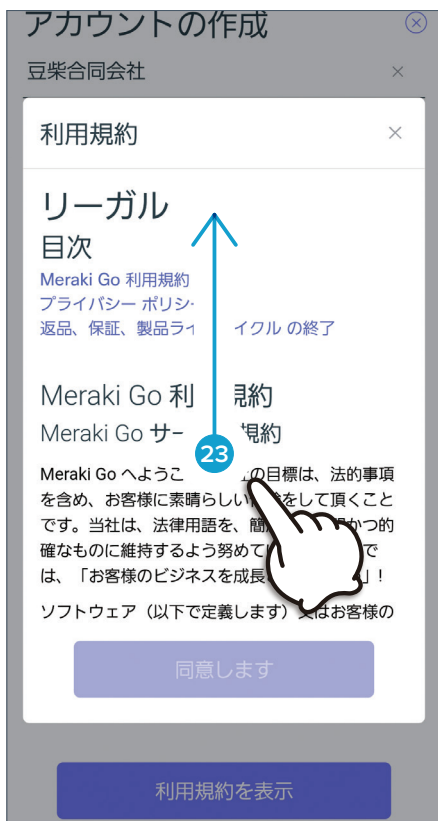 アカウントの作成
豆柴合同会社
利用規約
リーガル
目次
Meraki Go 利用規約
プライバシー ポリシ
返品、保証、製品ラ イクル の終了
Meraki Go 利 規約
Meraki Go サー 規約
23
Meraki Go へようこ の目標は、法的事項
を含め、お客様に素晴らしい をして頂くこと
です。当社は、法律用語を、簡 かつ的
確なものに維持するよう努めて で
は、「お客様のビジネスを成長 」！
ソフトウェア（以下で定義します）又はお客様の
同意します
利用規約を表示